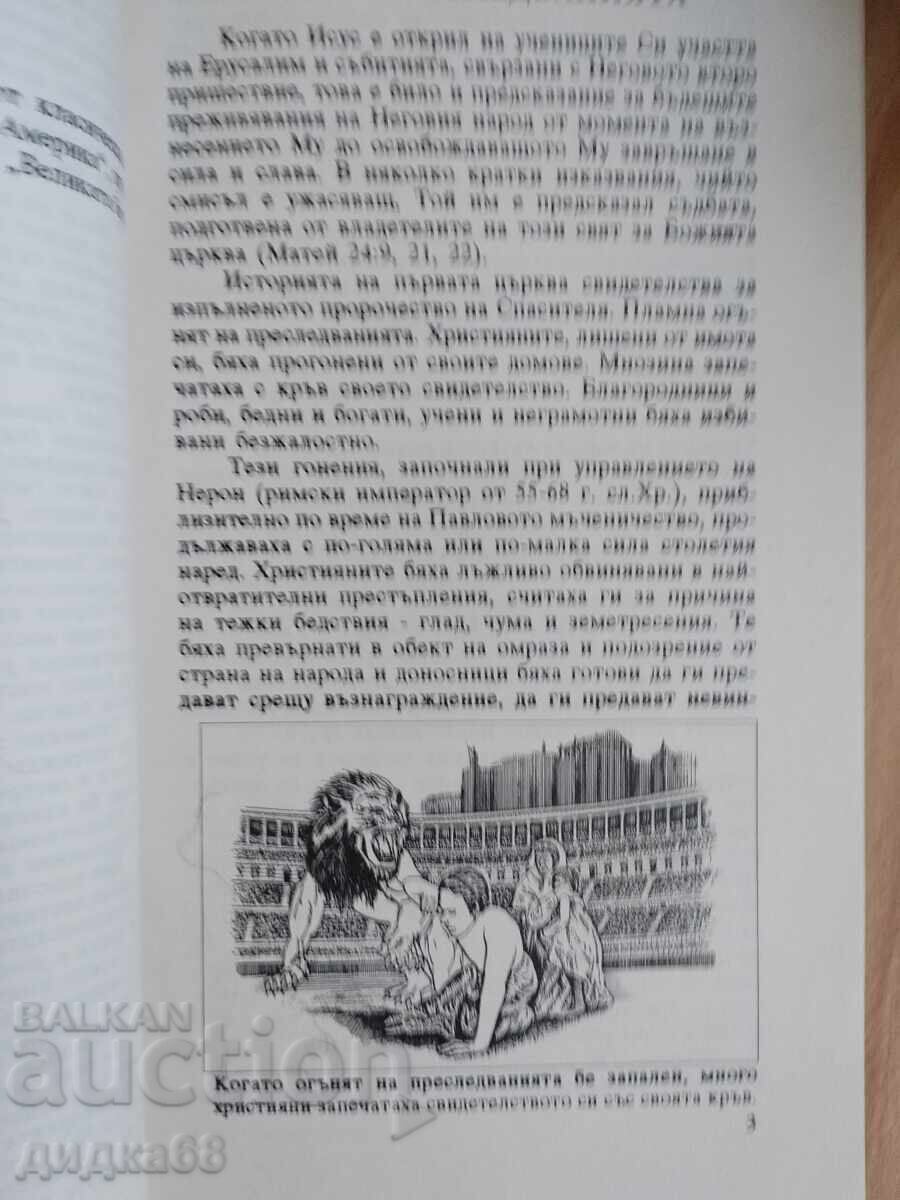 от класичес
Америка"
„Великата
Когато Исус е открил на учениците Си участта
на Ерусалим и събитията, свързани с Неговото второ
пришествие, това е било и предсказание за бъдещите
преживявания на Неговия народ от момента на въз-
несението Му до освобождаващото Му завръщане в
сила и слава. В няколко кратки изказвания, чийто
смисъл е ужасяващ, Той им е предсказал съдбата,
подготвена от владетелите на този свят за Божията
църква (Матей 24:9, 21, 22).
Историята на първата църква свидетелства за
изпълненото пророчество на Спасителя. Пламна огъ-
нят на преследванията. Християните, лишени от имота
си, бяха прогонени от своите домове. Мнозина запе-
чатаха с кръв своето свидетелство. Благородници и
роби, бедни и богати, учени и неграмотни бяха изби-
вани безжалостно.
Тези гонения, започнали при управлението на
Нерон (римски император от 55-68 г. сл.Хр.), приб-
лизително по време на Павловото мъченичество, про-
дължаваха с по-голяма или по-малка сила столетия
наред. Християните бяха лъжливо обвинявани в най-
отвратителни престъпления, считаха ги за причина
на тежки бедствия - глад, чума и земетресения. Те
бяха превърнати в обект на омраза и подозрение от
страна на народа и доносници бяха готови да ги пре-
дават срещу възнаграждение, да ги предават невин-
Когато огънят на преследванията бе запален, много
християни запечатаха свидетелството си със своята кръв.
3
BALKAN
auction
дидка68